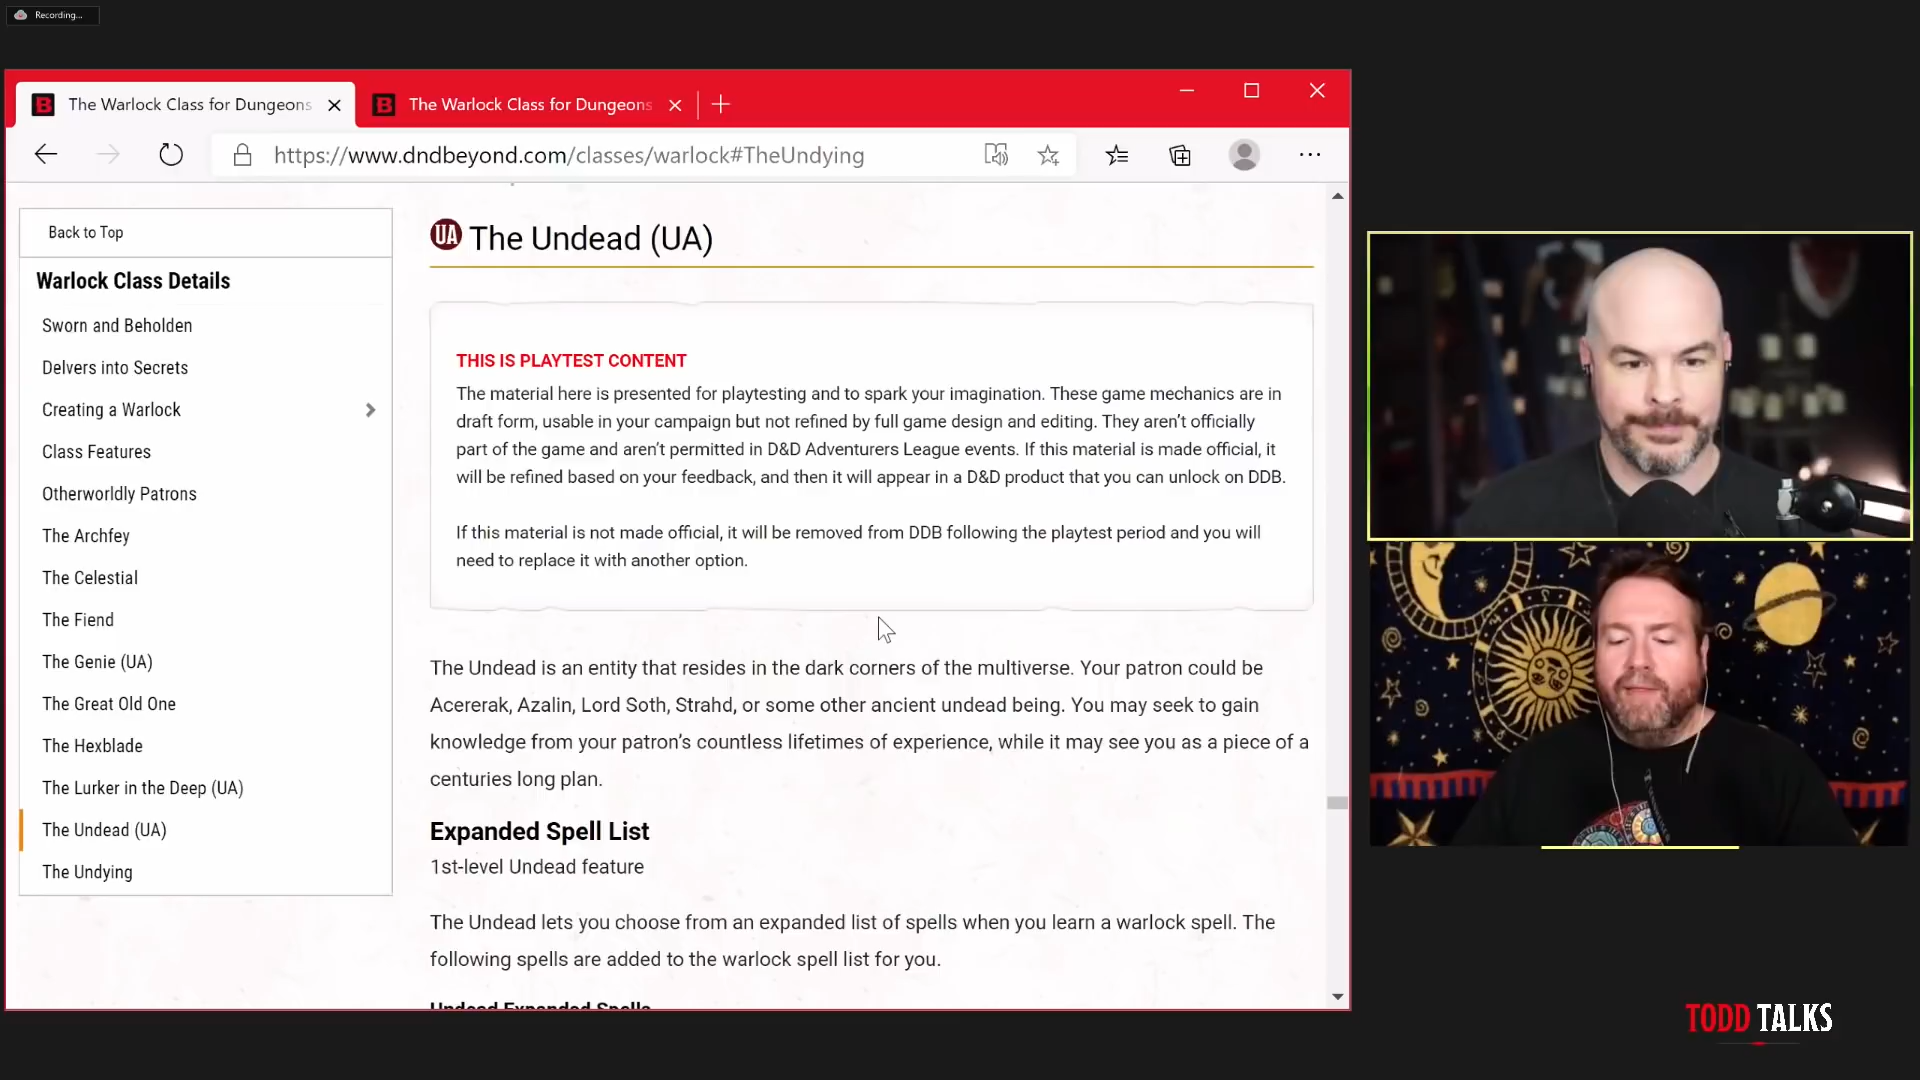 Recording...
The Warlock Class for Dungeons
The Warlock Class for Dungeons
https://www.dndbeyond.com/classes/warlock#TheUndying
Back to Top
Warlock Class Details
Sworn and Beholden
Delvers into Secrets
Creating a Warlock
Class Features
Otherworldly Patrons
The Archfey
The Celestial
The Fiend
The Genie (UA)
The Great Old One
The Hexblade
The Lurker in the Deep (UA)
The Undead (UA)
The Undying
UA The Undead (UA)
THIS IS PLAYTEST CONTENT
The material here is presented for playtesting and to spark your imagination. These game mechanics are in
draft form, usable in your campaign but not refined by full game design and editing. They aren't officially
part of the game and aren't permitted in D&D Adventurers League events. If this material is made official, it
will be refined based on your feedback, and then it will appear in a D&D product that you can unlock on DDB.
If this material is not made official, it will be removed from DDB following the playtest period and you will
need to replace it with another option.
The Undead is an entity that resides in the dark corners of the multiverse. Your patron could be
Acererak, Azalin, Lord Soth, Strahd, or some other ancient undead being. You may seek to gain
knowledge from your patron's countless lifetimes of experience, while it may see you as a piece of a
centuries long plan.
Expanded Spell List
1st-level Undead feature
The Undead lets you choose from an expanded list of spells when you learn a warlock spell. The
following spells are added to the warlock spell list for you.
Undead Expanded Spells
TODD TALKS